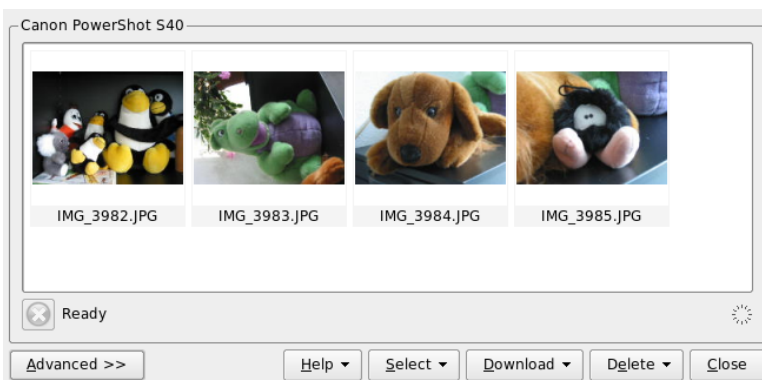 Canon PowerShot S40
IMG_3982.JPG IMG_3983.JPG IMG_3984.JPG IMG_3985.JPG
Ready
Advanced >> Help Select Download Delete Close